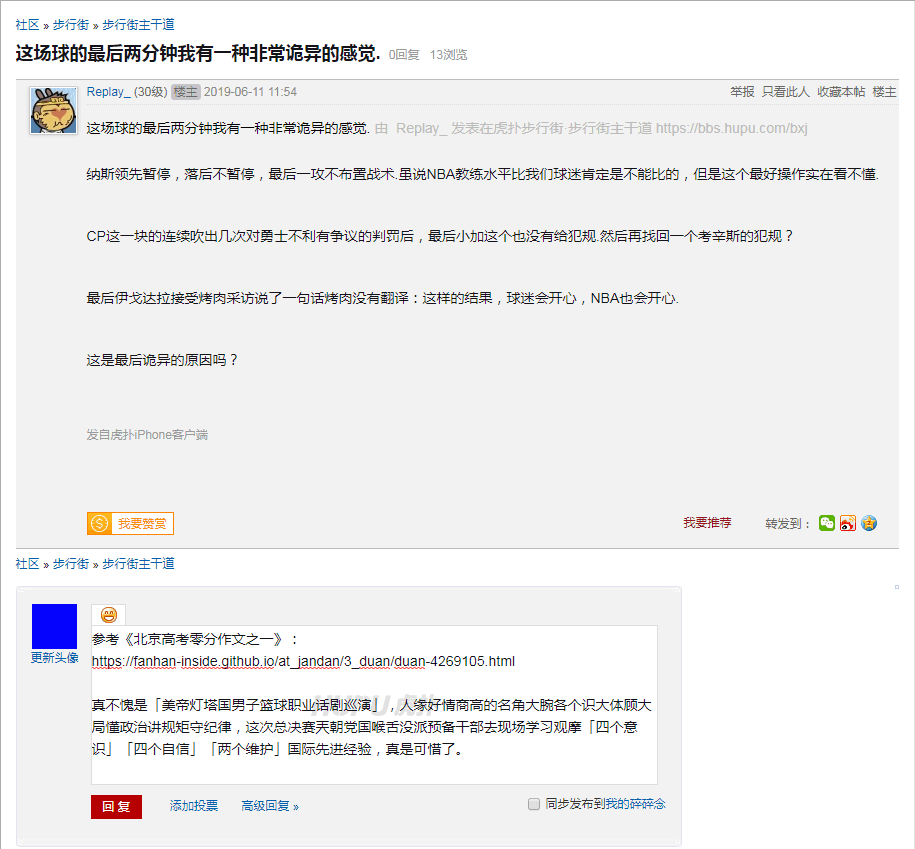 社区 » 步行街 » 步行街主干道
这场球的最后两分钟我有一种非常诡异的感觉. 0回复 13浏览
Replay_ (30级) 楼主 2019-06-11 11:54 举报 只看此人 收藏本帖 楼主
这场球的最后两分钟我有一种非常诡异的感觉. 由 Replay_ 发表在虎扑步行街·步行街主干道 https://bbs.hupu.com/bxj
纳斯领先暂停，落后不暂停，最后一攻不布置战术.虽说NBA教练水平比我们球迷肯定是不能比的，但是这个最好操作实在看不懂.
CP这一块的连续吹出几次对勇士不利有争议的判罚后，最后小加这个也没有给犯规.然后再找回一个考辛斯的犯规？
最后伊戈达拉接受烤肉采访说了一句话烤肉没有翻译：这样的结果，球迷会开心，NBA也会开心.
这是最后诡异的原因吗？
发自虎扑iPhone客户端
我要赞赏 我要推荐 转发到：
社区 » 步行街 » 步行街主干道
更新头像
参考《北京高考零分作文之一》：
https://fanhan-inside.github.io/at_jandan/3_duan/duan-4269105.html
真不愧是「美帝灯塔国男子篮球职业话剧巡演」，人缘好情商高的名角大腕各个识大体顾大
局懂政治讲规矩守纪律，这次总决赛天朝党国喉舌没派预备干部去现场学习观摩「四个意
识」「四个自信」「两个维护」国际先进经验，真是可惜了。
HUPU虎扑
回 复 添加投票 高级回复 » 同步发布到我的碎碎念